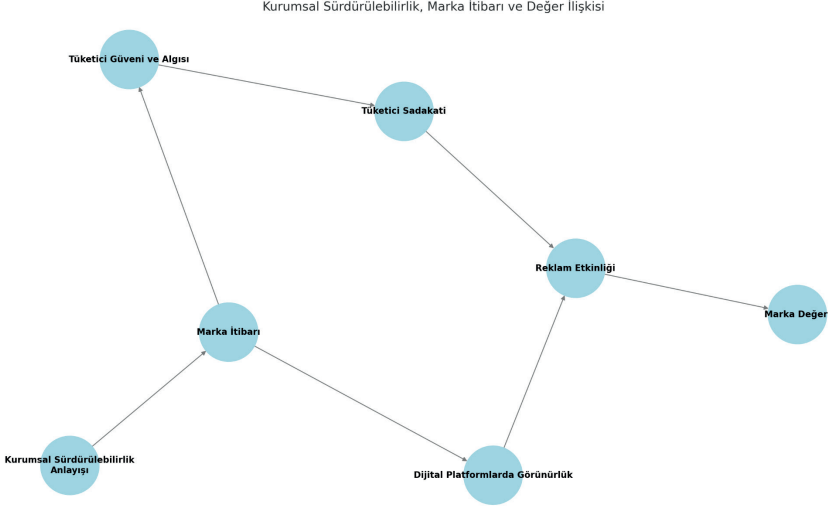 Kurumsal Sürdürülebilirlik, Marka İtibarı ve Değer İlişkisi
Tüketici Güveni ve Algısı
Tüketici Sadakati
Reklam Etkinliği
Marka Değer
Marka İtibarı
Kurumsal Sürdürülebilirlik
Anlayışı
Dijital Platformlarda Görünürlük